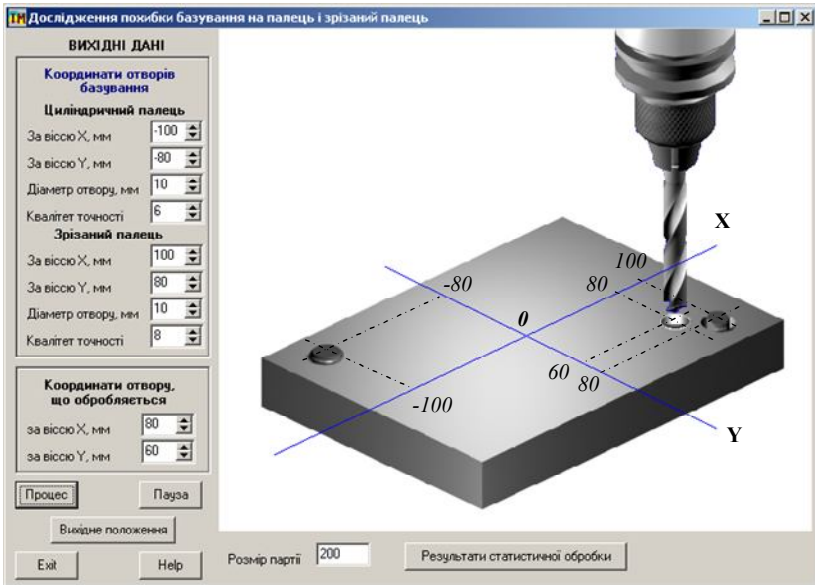 TM Дослідження похибки базування на палець і зрізаний палець
ВИХІДНІ ДАНІ
Координати отворів
базування
Циліндричний палець
За віссю X, мм -100
За віссю Y, мм -80
Діаметр отвору, мм 10
Квалітет точності 6
Зрізаний палець
За віссю X, мм 100
За віссю Y, мм 80
Діаметр отвору, мм 10
Квалітет точності 8
Координати отвору,
що обробляється
за віссю X, мм 80
за віссю Y, мм 60
Процес
Пауза
Вихідне положення
Exit
Help
X
100
80
-80
0
60
80
-100
Y
Розмір партії 200
Результати статистичної обробки